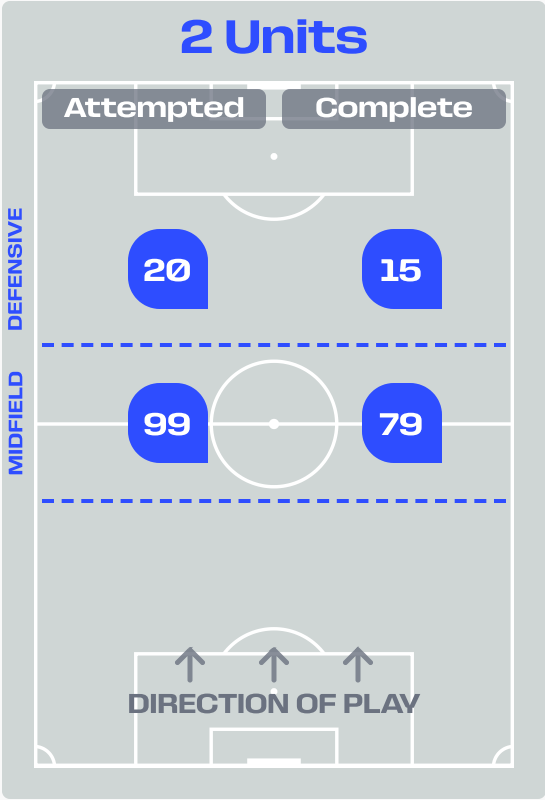 2 Units
Attempted Complete
DEFENSIVE
20 15
MIDFIELD
99 79
DIRECTION OF PLAY